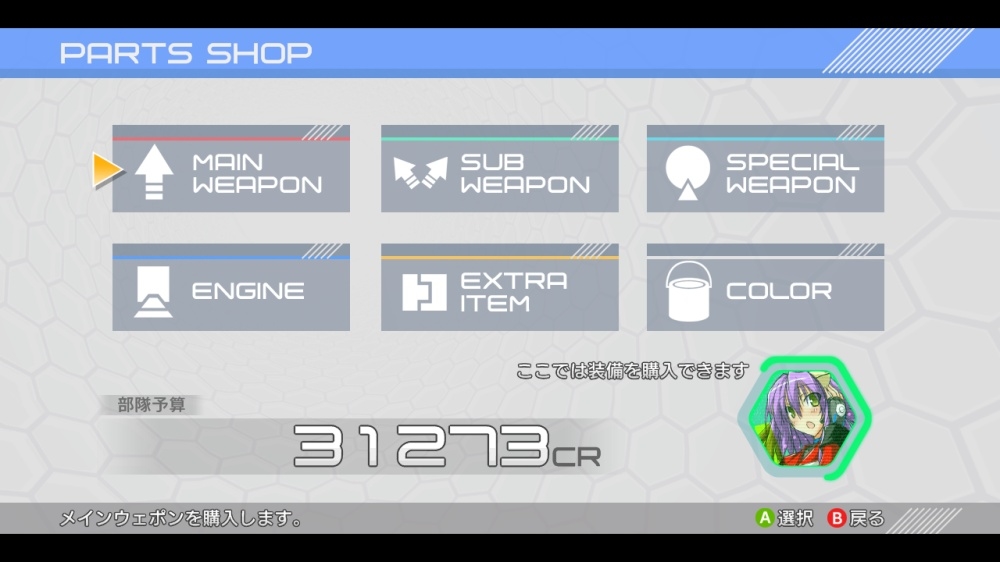 PARTS SHOP
MAIN
WEAPON
SUB
WEAPON
SPECIAL
WEAPON
ENGINE
EXTRA
ITEM
COLOR
ここでは装備を購入できます
部隊予算
31273CR
メインウェポンを購入します。
A選択 B戻る